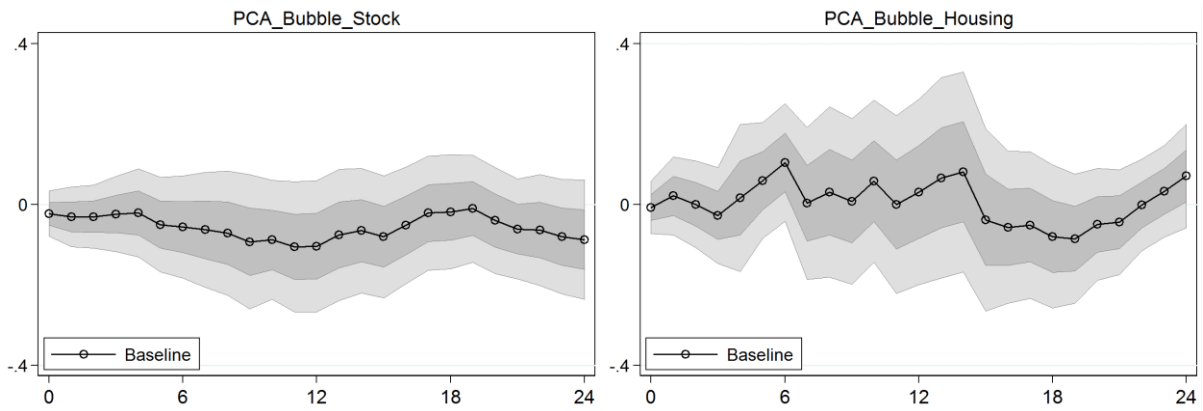 PCA_Bubble_Stock
.4
0
-.4
Baseline
0 6 12 18 24
PCA_Bubble_Housing
.4
0
-.4
Baseline
0 6 12 18 24